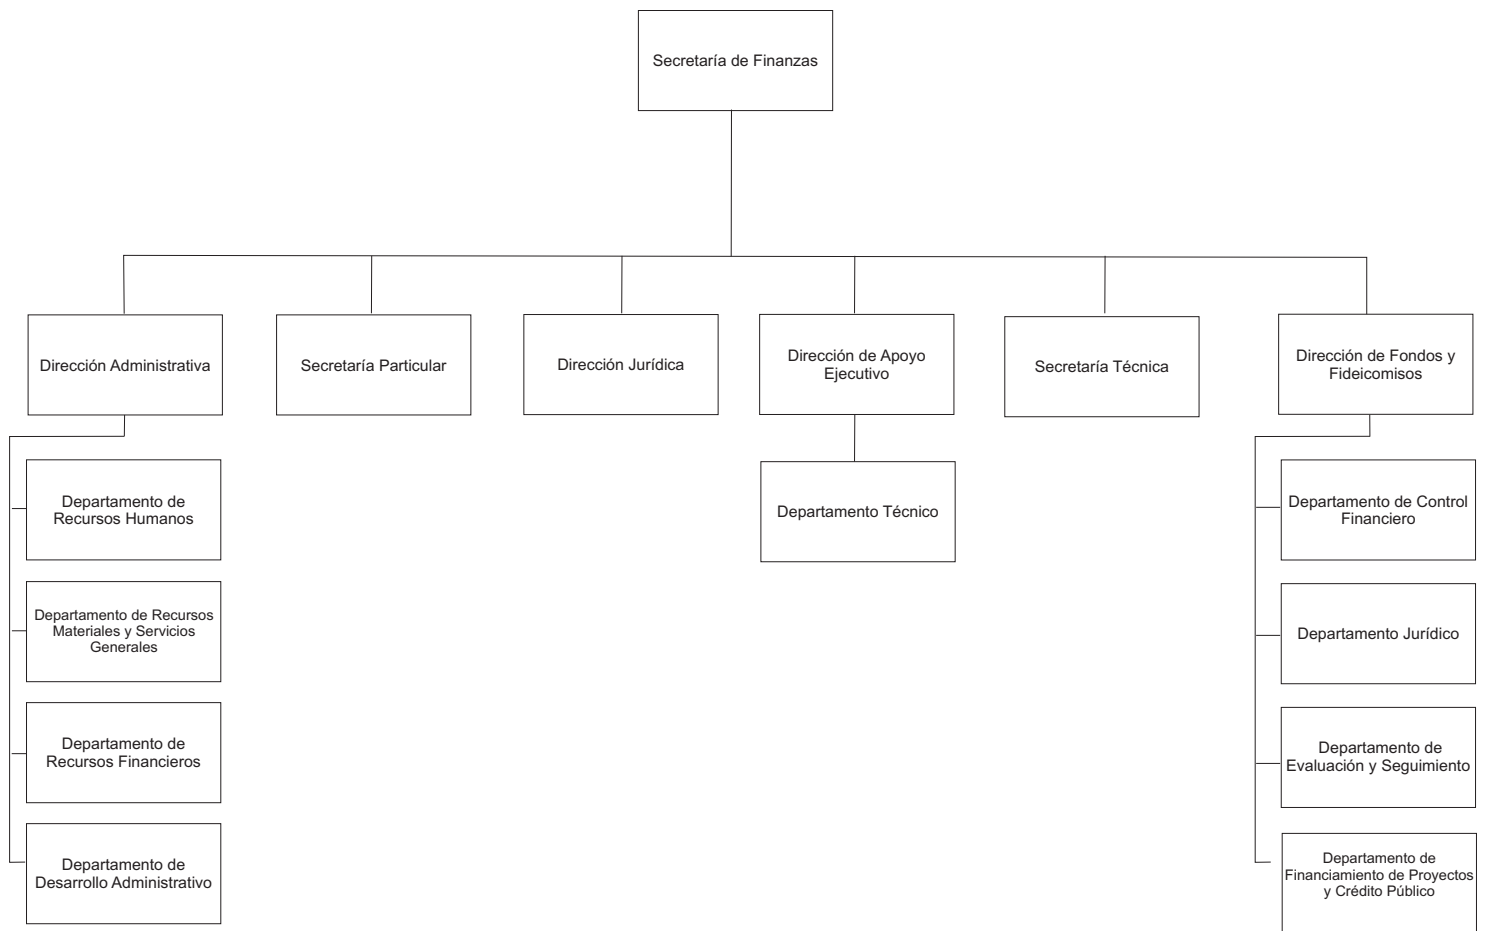 Secretaría de Finanzas
Dirección Administrativa
Secretaría Particular
Dirección Jurídica
Dirección de Apoyo
Ejecutivo
Secretaría Técnica
Dirección de Fondos y
Fideicomisos
Departamento de
Recursos Humanos
Departamento de Recursos
Materiales y Servicios
Generales
Departamento de
Recursos Financieros
Departamento de
Desarrollo Administrativo
Departamento Técnico
Departamento de Control
Financiero
Departamento Jurídico
Departamento de
Evaluación y Seguimiento
Departamento de
Financiamiento de Proyectos
y Crédito Público